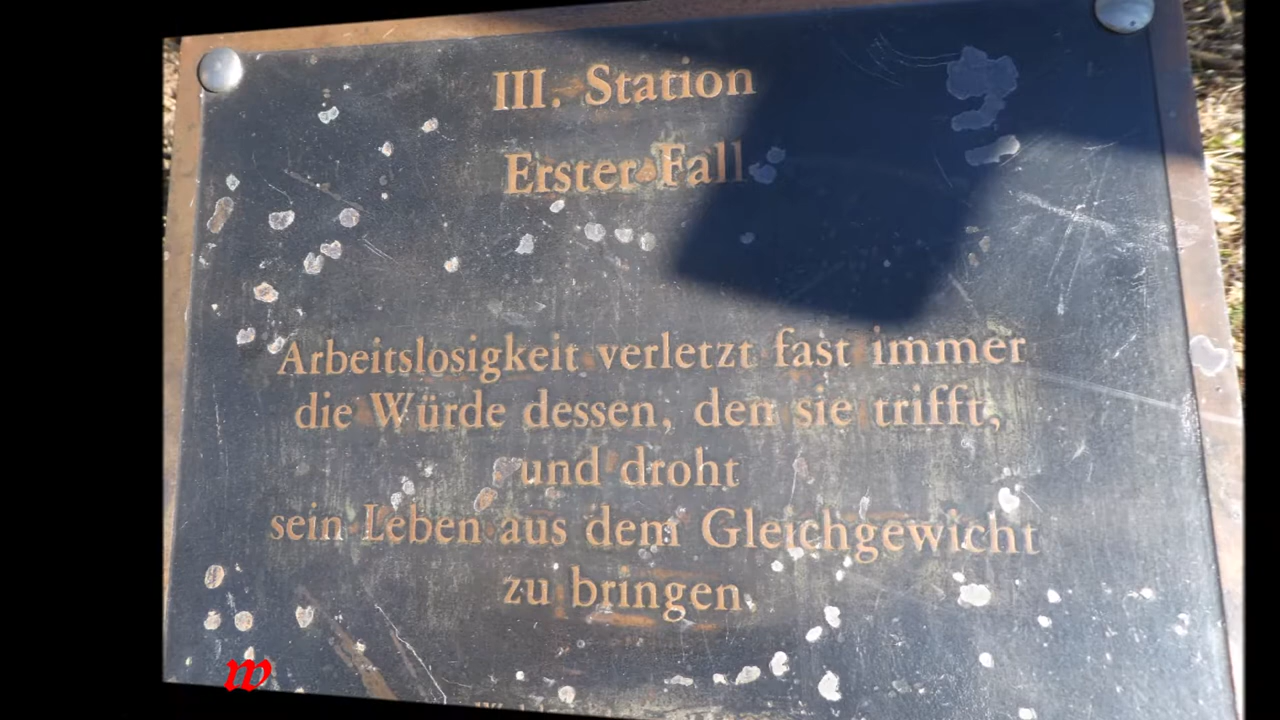 III. Station
Erster Fall
Arbeitslosigkeit verletzt fast immer
die Würde dessen, den sie trifft,
und droht
sein Leben aus dem Gleichgewicht
zu bringen.
w